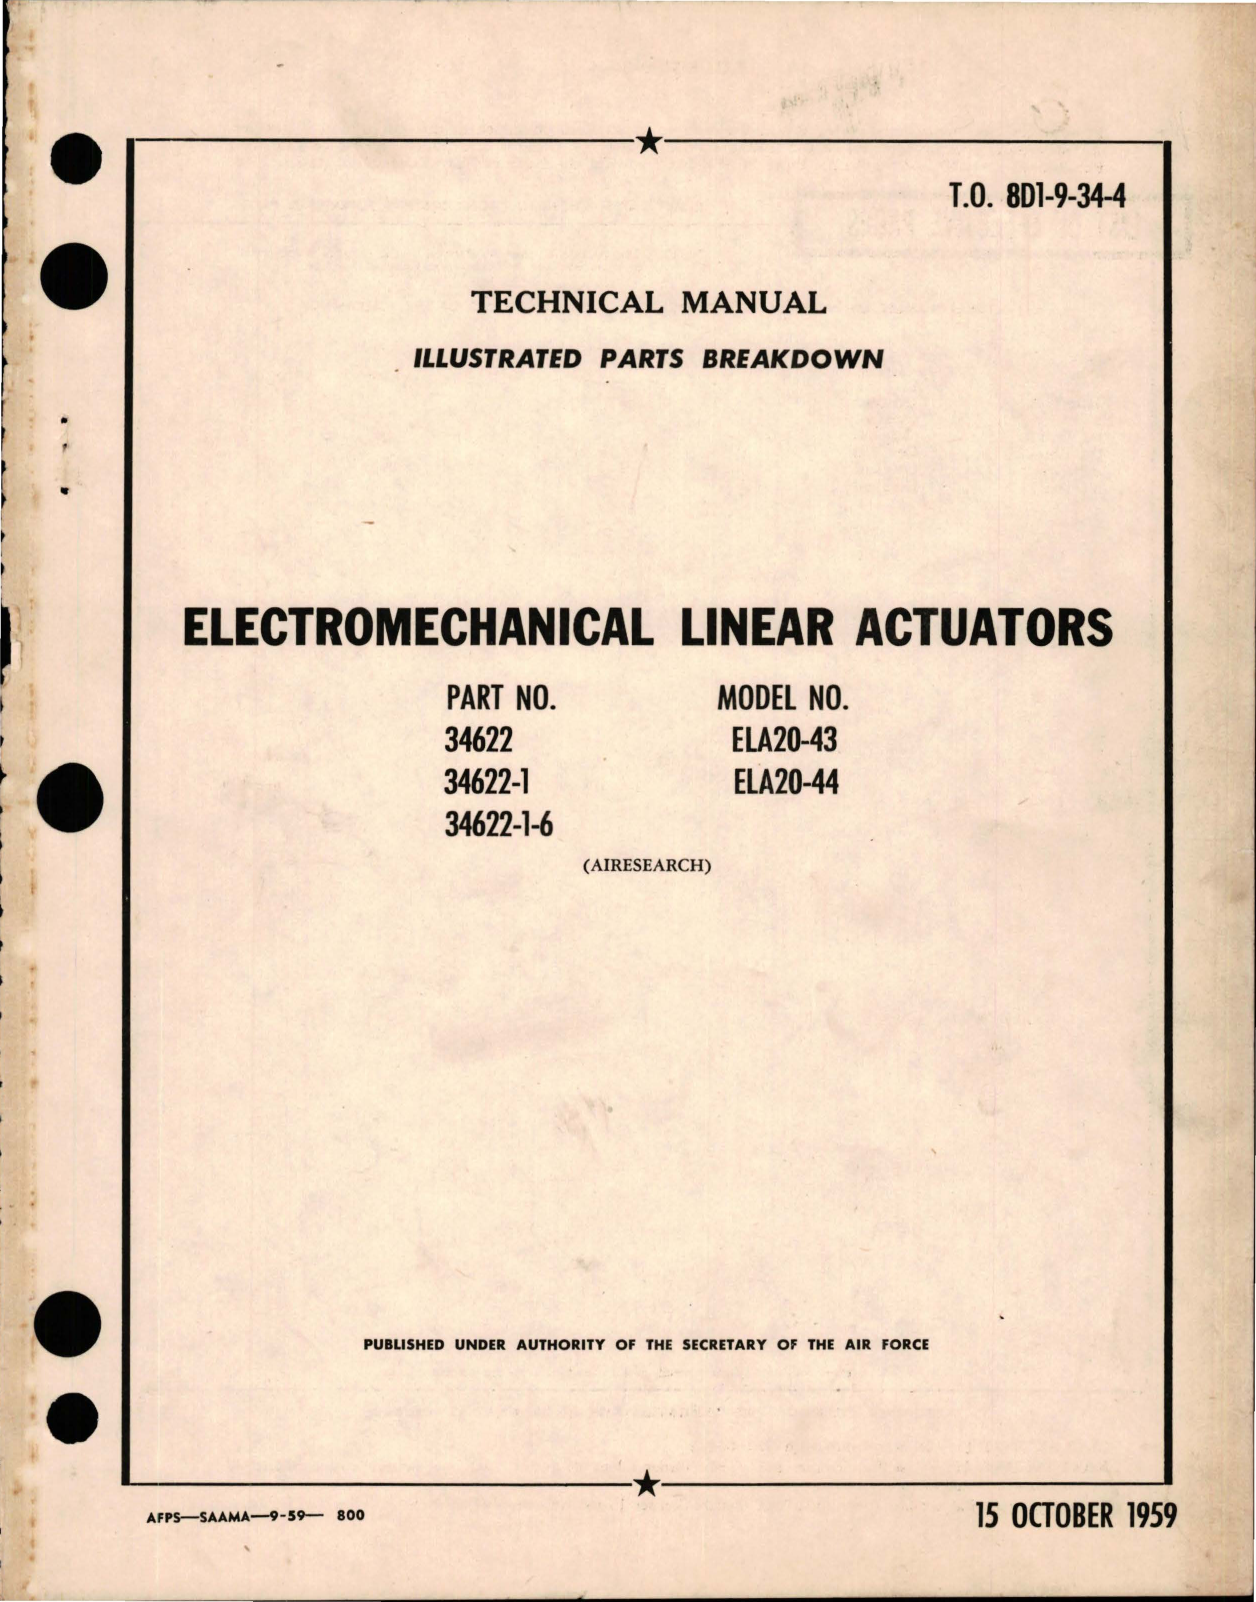 T.O. 8D1-9-34-4
TECHNICAL MANUAL
ILLUSTRATED PARTS BREAKDOWN
ELECTROMECHANICAL LINEAR ACTUATORS
PART NO. MODEL NO.
34622 ELA20-43
34622-1 ELA20-44
34622-1-6
(AIRESEARCH)
PUBLISHED UNDER AUTHORITY OF THE SECRETARY OF THE AIR FORCE
AFPS—SAAMA—9-59— 800
15 OCTOBER 1959